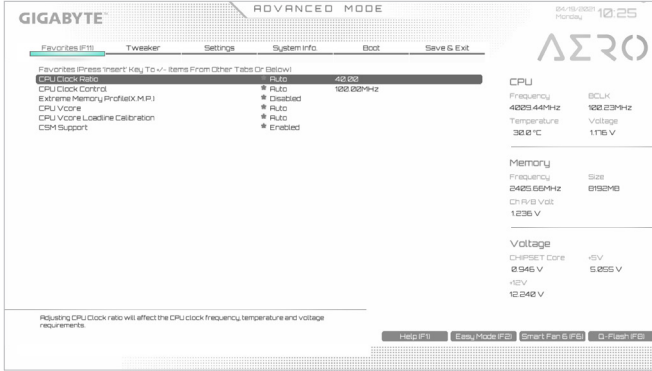 GIGABYTE™
ADVANCED MODE
04/19/2021 Monday 10:25
Favorites (F11) Tweaker Settings System Info. Boot Save & Exit
AERO
Favorites (Press 'Insert' Key To +/- Items From Other Tabs Or Below)
CPU Clock Ratio Auto 40.00
CPU Clock Control Auto 100.00MHz
Extreme Memory Profile(X.M.P.) Disabled
CPU Vcore Auto
CPU Vcore Loadline Calibration Auto
CSM Support Enabled
CPU
Frequency BCLK
4009.44MHz 100.23MHz
Temperature Voltage
30.0 °C 1.176 V
Memory
Frequency Size
2405.66MHz 8192MB
Ch A/B Volt
1.236 V
Voltage
CHIPSET Core +5V
0.946 V 5.055 V
+12V
12.240 V
Adjusting CPU Clock ratio will affect the CPU clock frequency, temperature and voltage
requirements.
Help (F1) Easy Mode (F2) Smart Fan 6 (F6) Q-Flash (F8)